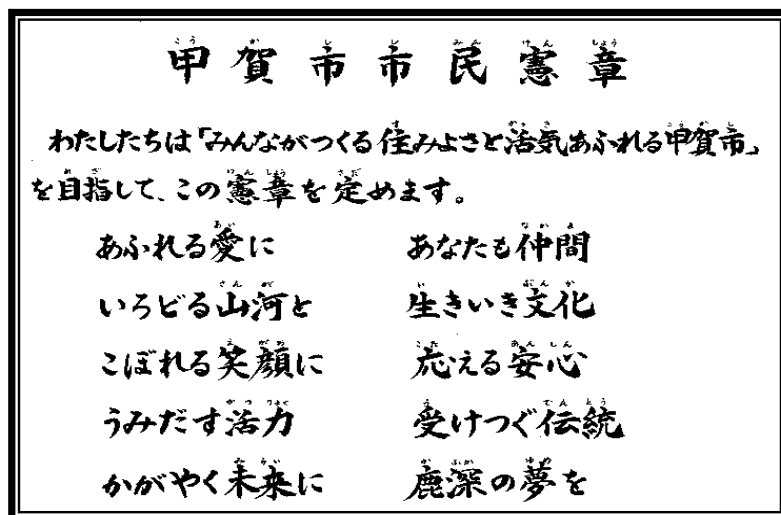 甲賀市市民憲章
わたしたちは「みんながつくる住みよさと活気あふれる甲賀市」
を目指して、この憲章を定めます。
あふれる愛に　あなたも仲間
いろどる山河と　生きいき文化
こぼれる笑顔に　応える安心
うみだす活力　受けつぐ伝統
かがやく未来に　鹿深の夢を